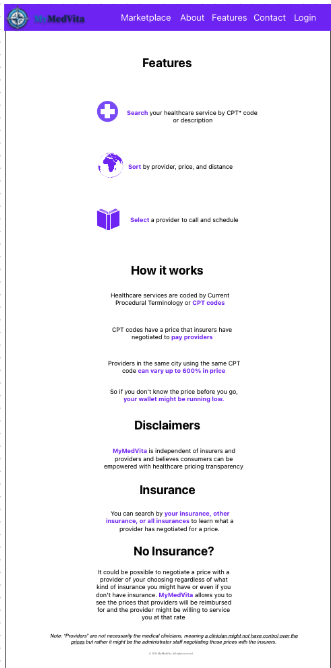 MyMedVita
Marketplace About Features Contact Login
Features
Search your healthcare service by CPT® code
or description
Sort by provider, price, and distance
Select a provider to call and schedule
How it works
Healthcare services are coded by Current
Procedural Terminology or CPT codes
CPT codes have a price that insurers have
negotiated to pay providers
Providers in the same city using the same CPT
code can vary up to 600% in price
So if you don't know the price before you go,
your wallet might be running low.
Disclaimers
MyMedVita is independent of insurers and
providers and believes consumers can be
empowered with healthcare pricing transparency
Insurance
You can search by your insurance, other
insurance, or all insurances to learn what a
provider has negotiated for a price.
No Insurance?
It could be possible to negotiate a price with a
provider of your choosing regardless of what
kind of insurance you might have or even if you
don't have insurance. MyMedVita allows you to
see the prices that providers will be reimbursed
for and the provider might be willing to service
you at that rate
Note: "Providers" are not necessarily the medical clinicians, meaning a clinician might not have control over the
prices but rather it might be the administrator staff negotiating those prices with the insurers.